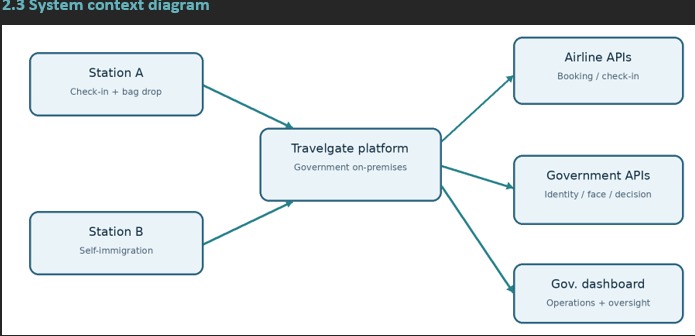 2.3 System context diagram
Station A
Check-in + bag drop
Station B
Self-immigration
Travelgate platform
Government on-premises
Airline APIs
Booking / check-in
Government APIs
Identity / face / decision
Gov. dashboard
Operations + oversight